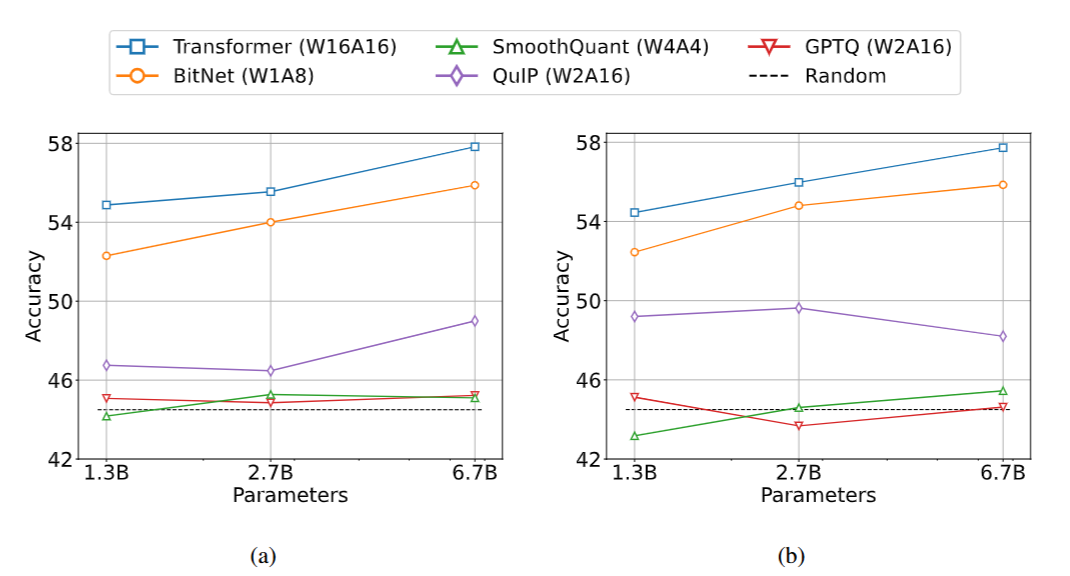 Transformer (W16A16) SmoothQuant (W4A4) GPTQ (W2A16)
BitNet (W1A8) QuIP (W2A16) Random
58
54
50
46
42
Accuracy
1.3B 2.7B 6.7B
Parameters
(a)
58
54
50
46
42
Accuracy
1.3B 2.7B 6.7B
Parameters
(b)